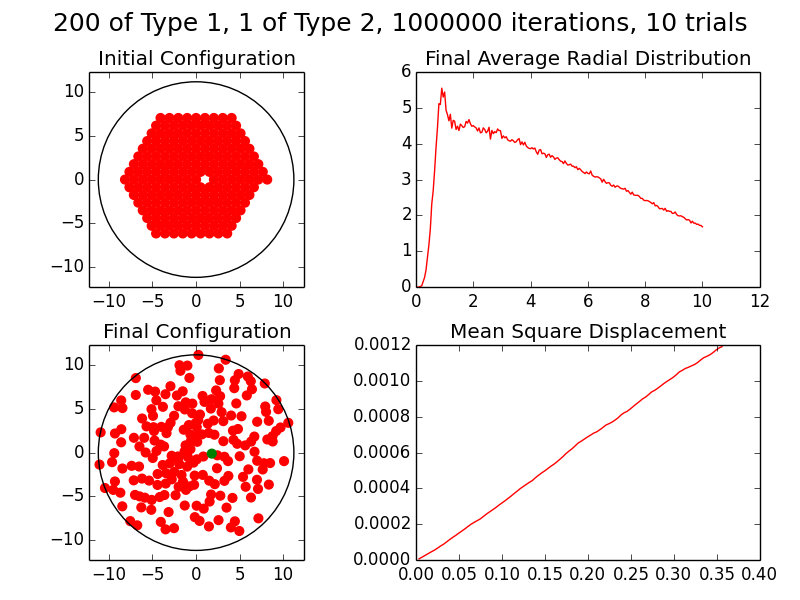 200 of Type 1, 1 of Type 2, 1000000 iterations, 10 trials
Initial Configuration
10
5
0
−5
−10
−10 −5 0 5 10
Final Average Radial Distribution
6
5
4
3
2
1
0
0 2 4 6 8 10 12
Final Configuration
10
5
0
−5
−10
−10 −5 0 5 10
Mean Square Displacement
0.0012
0.0010
0.0008
0.0006
0.0004
0.0002
0.0000
0.00 0.05 0.10 0.15 0.20 0.25 0.30 0.35 0.40